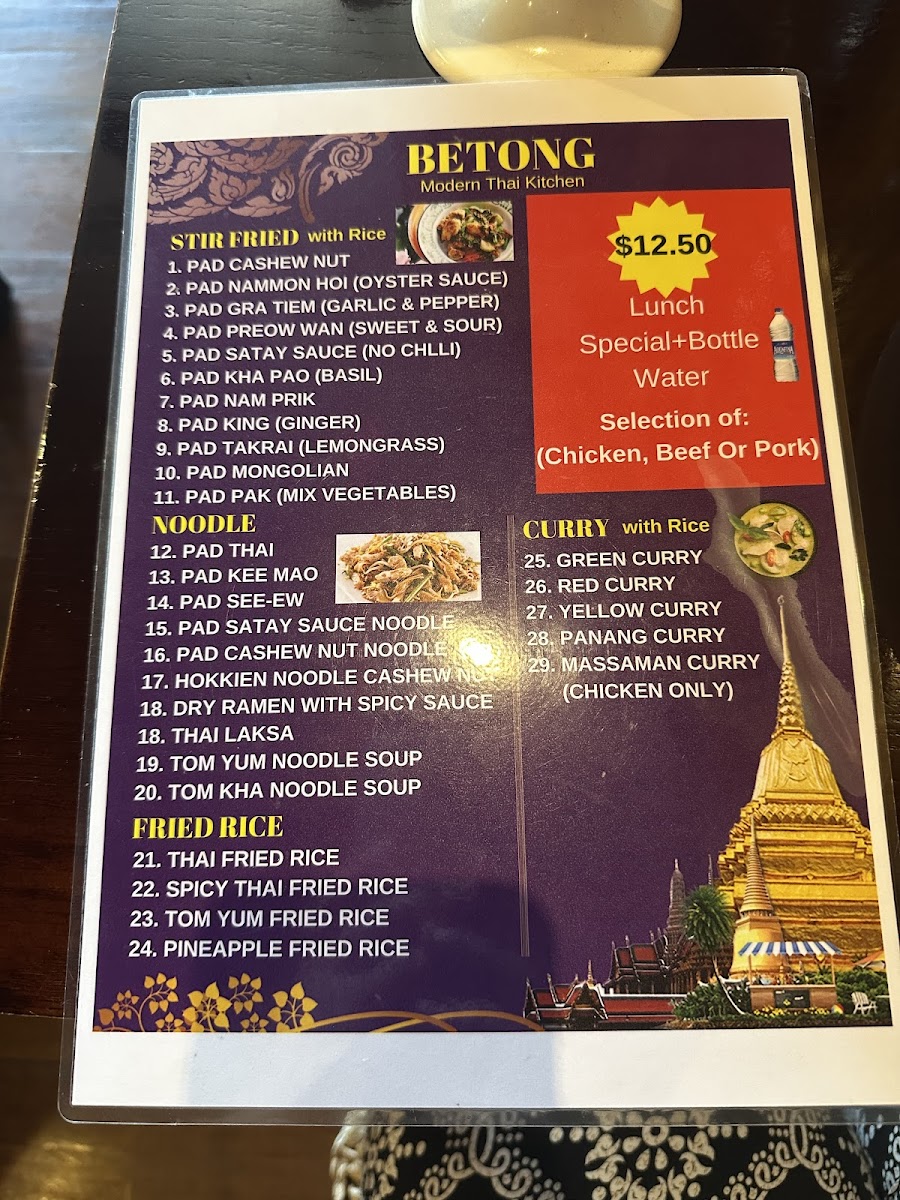 BETONG
Modern Thai Kitchen
STIR FRIED with Rice
1. PAD CASHEW NUT
2. PAD NAMMON HOI (OYSTER SAUCE)
3. PAD GRA TIEM (GARLIC & PEPPER)
4. PAD PREOW WAN (SWEET & SOUR)
5. PAD SATAY SAUCE (NO CHLLI)
6. PAD KHA PAO (BASIL)
7. PAD NAM PRIK
8. PAD KING (GINGER)
9. PAD TAKRAI (LEMONGRASS)
10. PAD MONGOLIAN
11. PAD PAK (MIX VEGETABLES)
$12.50
Lunch
Special+Bottle
Water
Selection of:
(Chicken, Beef Or Pork)
NOODLE
12. PAD THAI
13. PAD KEE MAO
14. PAD SEE-EW
15. PAD SATAY SAUCE NOODLE
16. PAD CASHEW NUT NOODLE
17. HOKKIEN NOODLE CASHEW NUT
18. DRY RAMEN WITH SPICY SAUCE
18. THAI LAKSA
19. TOM YUM NOODLE SOUP
20. TOM KHA NOODLE SOUP
FRIED RICE
21. THAI FRIED RICE
22. SPICY THAI FRIED RICE
23. TOM YUM FRIED RICE
24. PINEAPPLE FRIED RICE
CURRY with Rice
25. GREEN CURRY
26. RED CURRY
27. YELLOW CURRY
28. PANANG CURRY
29. MASSAMAN CURRY
(CHICKEN ONLY)